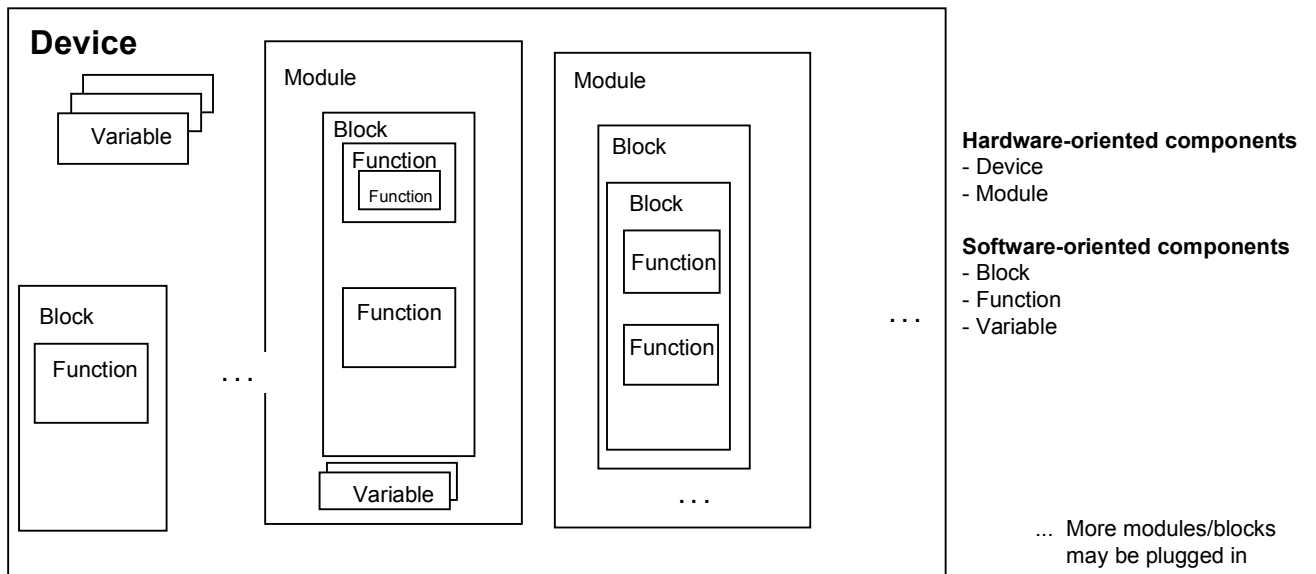 Device
Variable
Block
Function
...
Module
Block
Function
Function
Function
Variable
Module
Block
Block
Function
Function
...
...
Hardware-oriented components
- Device
- Module
Software-oriented components
- Block
- Function
- Variable
... More modules/blocks
may be plugged in